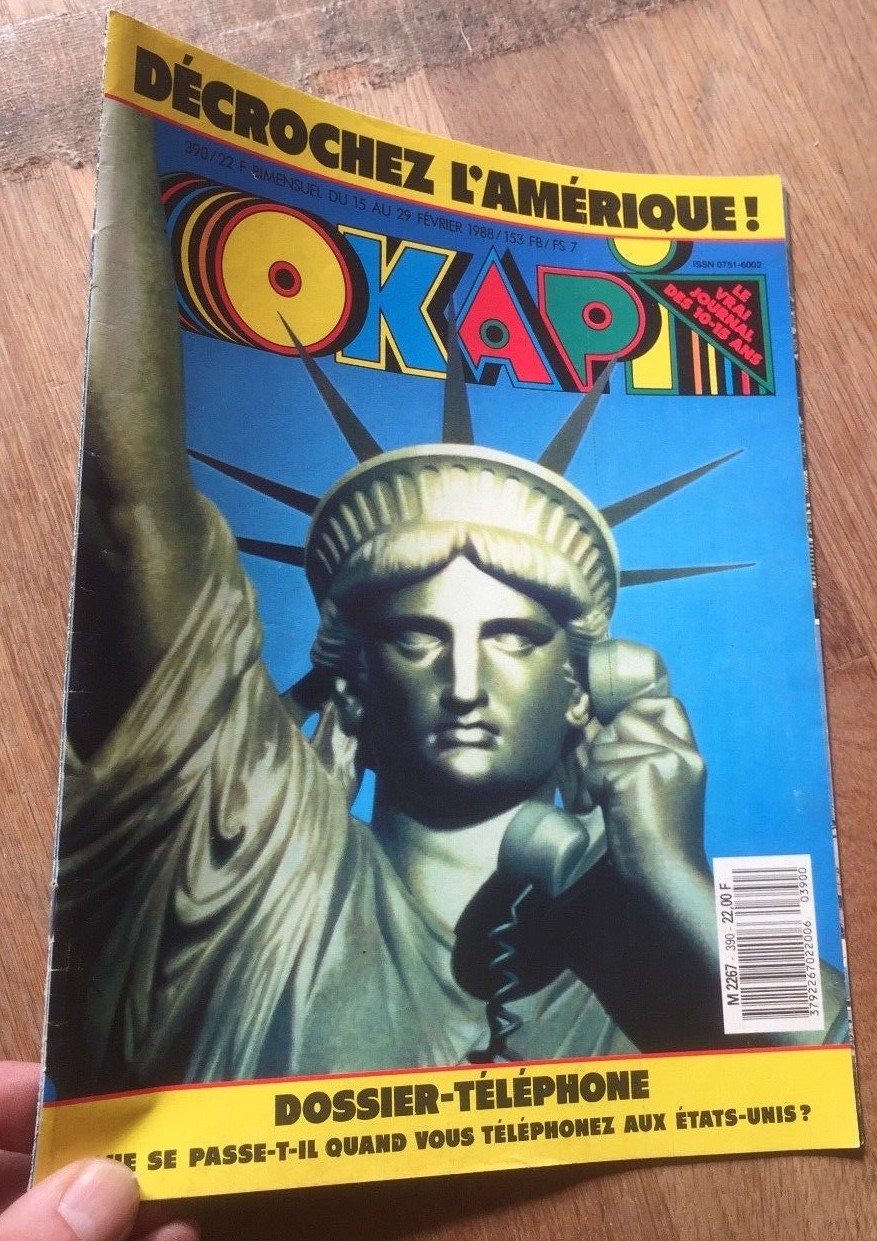 DÉCROCHEZ L'AMÉRIQUE!
390/22 F BIMENSUEL DU 15 AU 29 FÉVRIER 1988/153 FB/FS 7
ISSN 0751-6002
OKAPI
LE
VRAI
JOURNAL
DES 10-15 ANS
M 2267 - 390 - 22,00 F
3792267022006
03900
DOSSIER-TÉLÉPHONE
SE PASSE-T-IL QUAND VOUS TÉLÉPHONEZ AUX ÉTATS-UNIS?